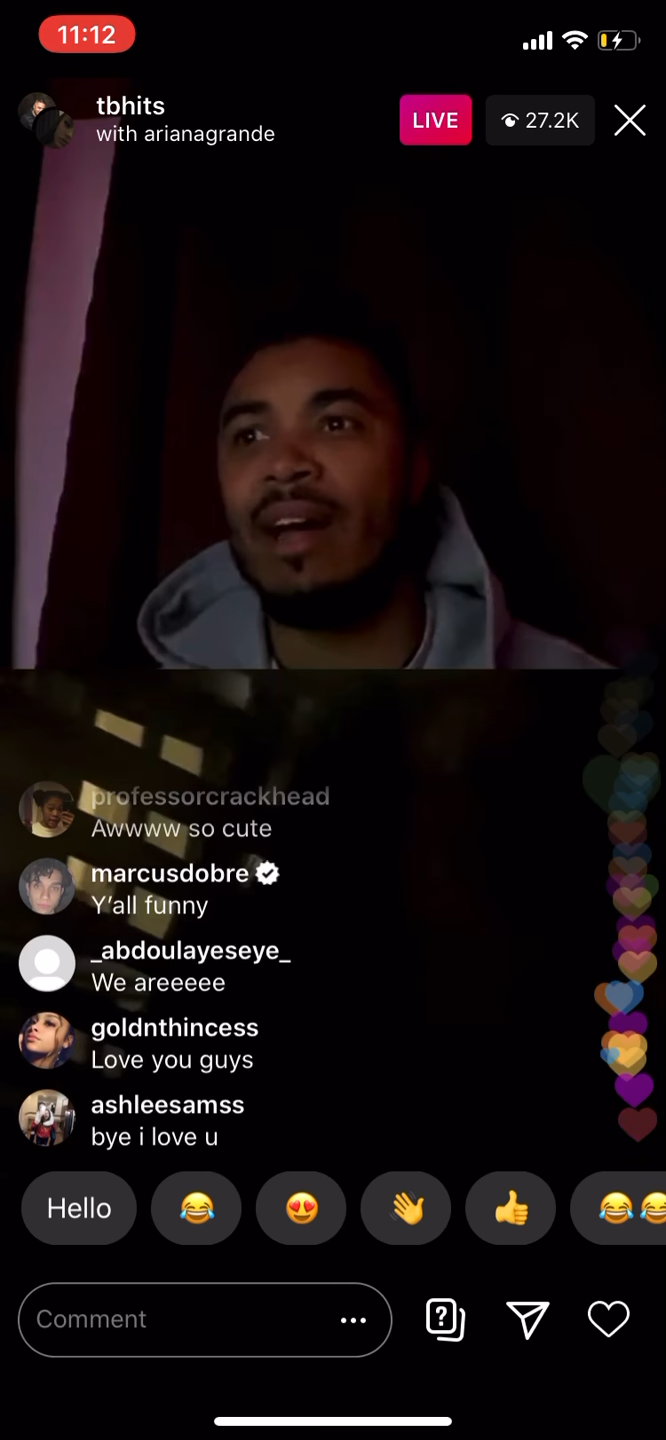 11:12
tbhits
with arianagrande
LIVE
27.2K
professorcrackhead
Awwww so cute
marcusdobre
Y’all funny
_abdoulayeseye_
We areeeee
goldnthincess
Love you guys
ashleesamss
bye i love u
Hello
Comment
?